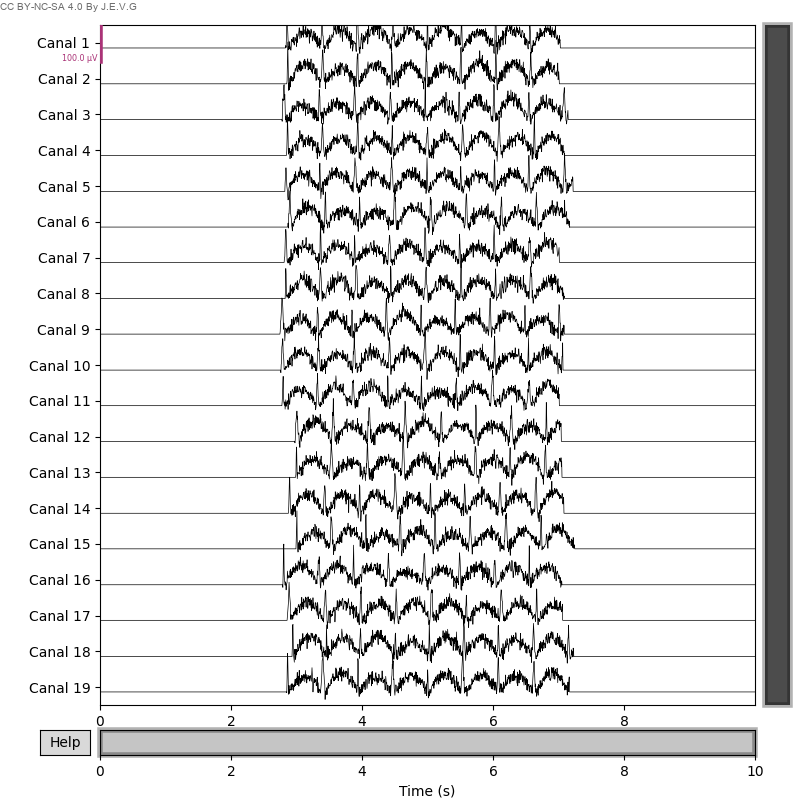 CC BY-NC-SA 4.0 By J.E.V.G
Canal 1
100.0 µV
Canal 2
Canal 3
Canal 4
Canal 5
Canal 6
Canal 7
Canal 8
Canal 9
Canal 10
Canal 11
Canal 12
Canal 13
Canal 14
Canal 15
Canal 16
Canal 17
Canal 18
Canal 19
0 2 4 6 8
Help
0 2 4 6 8 10
Time (s)